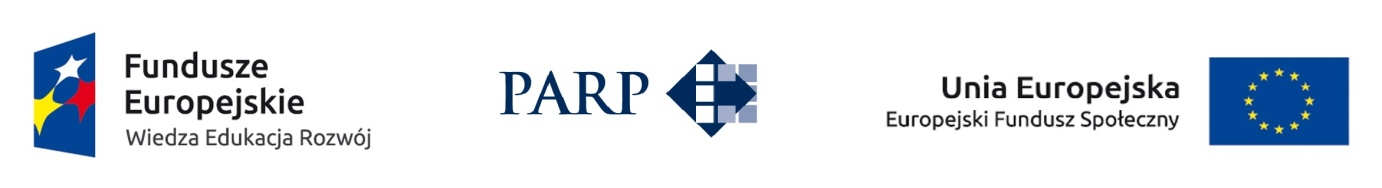 Fundusze
Europejskie
Wiedza Edukacja Rozwój
PARP
Unia Europejska
Europejski Fundusz Społeczny